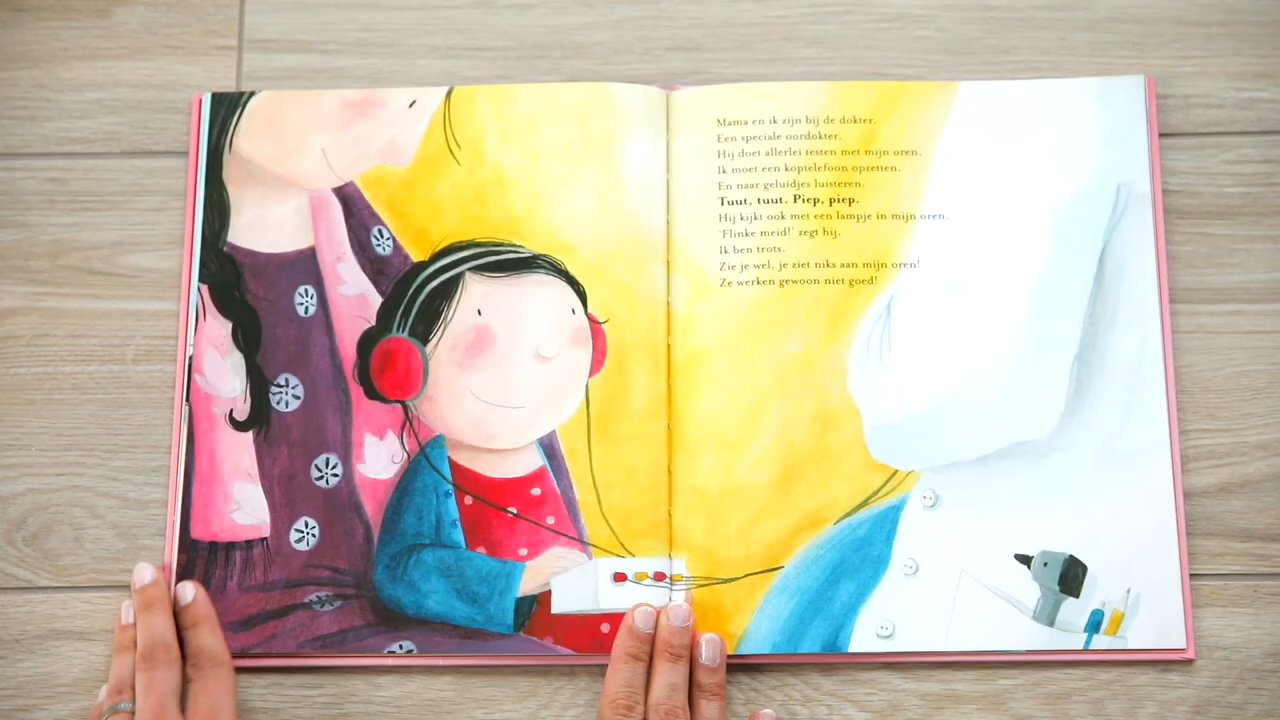 Mama en ik zijn bij de dokter.
Een speciale oordokter.
Hij doet allerlei testen met mijn oren.
Ik moet een koptelefoon opzetten.
En naar geluidjes luisteren.
Tuut, tuut. Piep, piep.
Hij kijkt ook met een lampje in mijn oren.
‘Flinke meid!’ zegt hij.
Ik ben trots.
Zie je wel, je ziet niks aan mijn oren!
Ze werken gewoon niet goed!